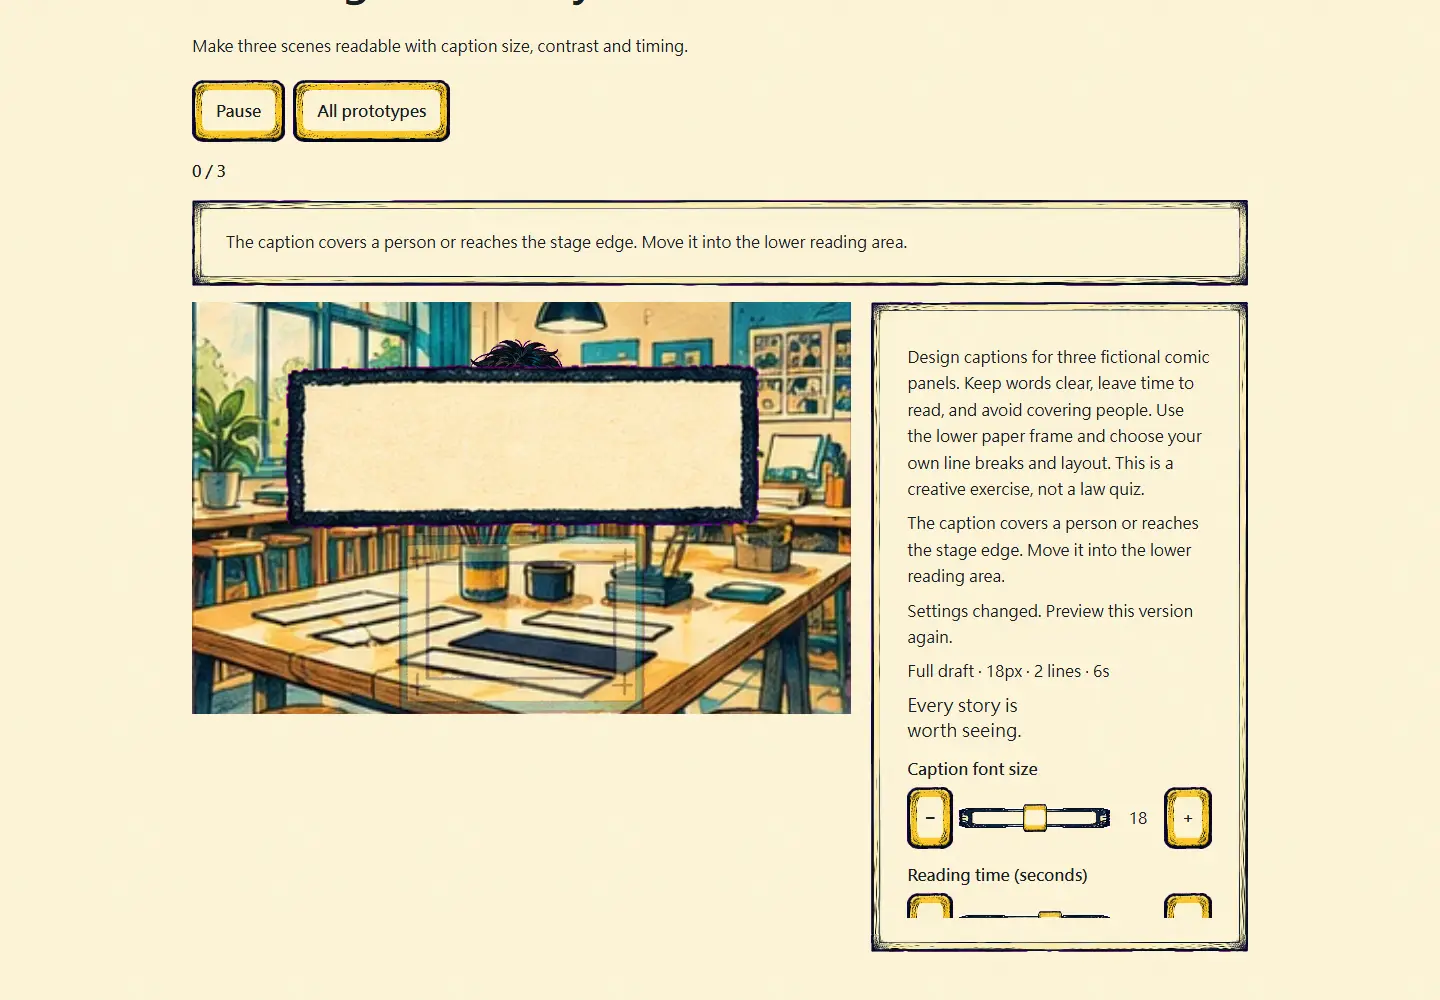 Make three scenes readable with caption size, contrast and timing.
Pause
All prototypes
0 / 3
The caption covers a person or reaches the stage edge. Move it into the lower reading area.
Design captions for three fictional comic
panels. Keep words clear, leave time to
read, and avoid covering people. Use
the lower paper frame and choose your
own line breaks and layout. This is a
creative exercise, not a law quiz.
The caption covers a person or reaches
the stage edge. Move it into the lower
reading area.
Settings changed. Preview this version
again.
Full draft · 18px · 2 lines · 6s
Every story is
worth seeing.
Caption font size
− 18 +
Reading time (seconds)